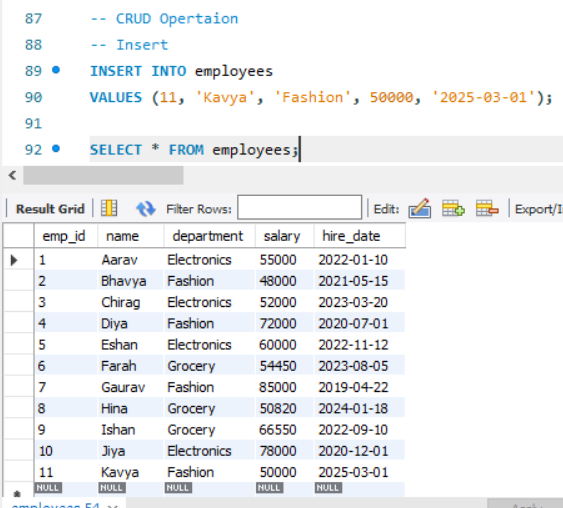 87 -- CRUD Opertaion
88 -- Insert
89 INSERT INTO employees
90 VALUES (11, 'Kavya', 'Fashion', 50000, '2025-03-01');
91
92 SELECT * FROM employees;
Result Grid Filter Rows: Edit: Export/I
emp_id name department salary hire_date
1 Aarav Electronics 55000 2022-01-10
2 Bhavya Fashion 48000 2021-05-15
3 Chirag Electronics 52000 2023-03-20
4 Diya Fashion 72000 2020-07-01
5 Eshan Electronics 60000 2022-11-12
6 Farah Grocery 54450 2023-08-05
7 Gaurav Fashion 85000 2019-04-22
8 Hina Grocery 50820 2024-01-18
9 Ishan Grocery 66550 2022-09-10
10 Jiya Electronics 78000 2020-12-01
11 Kavya Fashion 50000 2025-03-01
NULL NULL NULL NULL NULL
employees 54 Apply